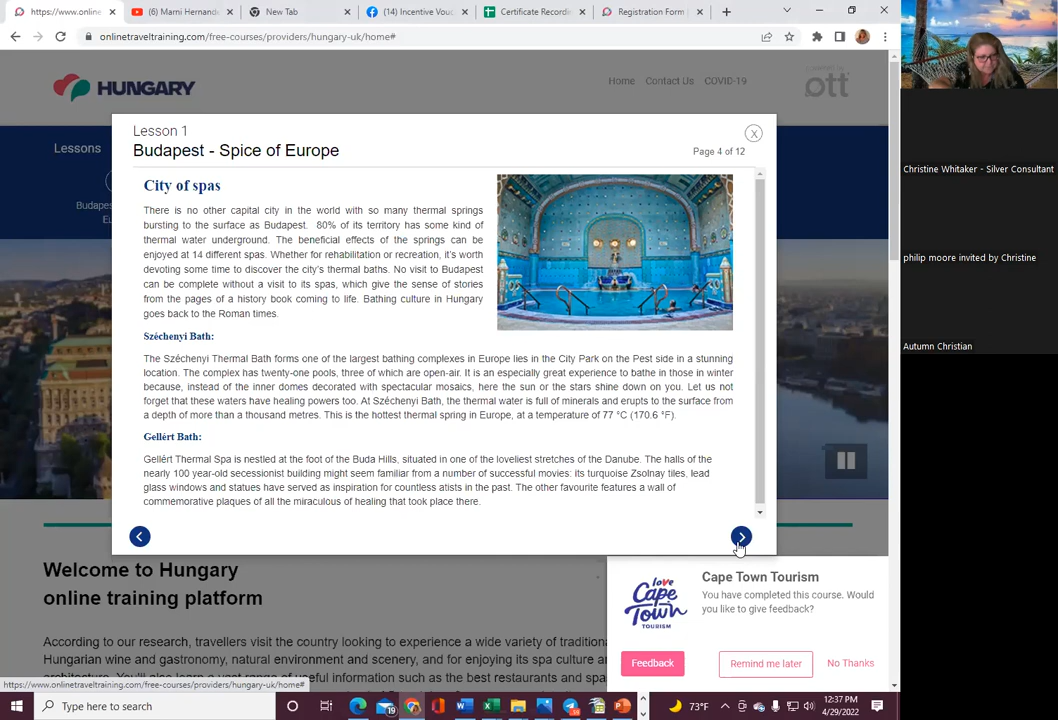 https://www.online
(6) Marni Hernand
New Tab
(14) Incentive Vou
Certificate Recordin
Registration Form |
onlinetraveltraining.com/free-courses/providers/hungary-uk/home#
HUNGARY
Home
Contact Us
COVID-19
powered by
ott
Lessons
Lesson 1
Budapest - Spice of Europe
Page 4 of 12
City of spas
There is no other capital city in the world with so many thermal springs
bursting to the surface as Budapest. 80% of its territory has some kind of
thermal water underground. The beneficial effects of the springs can be
enjoyed at 14 different spas. Whether for rehabilitation or recreation, it's worth
devoting some time to discover the city's thermal baths. No visit to Budapest
can be complete without a visit to its spas, which give the sense of stories
from the pages of a history book coming to life. Bathing culture in Hungary
goes back to the Roman times.
Széchenyi Bath:
The Széchenyi Thermal Bath forms one of the largest bathing complexes in Europe lies in the City Park on the Pest side in a stunning
location. The complex has twenty-one pools, three of which are open-air. It is an especially great experience to bathe in those in winter
because, instead of the inner domes decorated with spectacular mosaics, here the sun or the stars shine down on you. Let us not
forget that these waters have healing powers too. At Széchenyi Bath, the thermal water is full of minerals and erupts to the surface from
a depth of more than a thousand metres. This is the hottest thermal spring in Europe, at a temperature of 77 °C (170.6 °F).
Gellért Bath:
Gellért Thermal Spa is nestled at the foot of the Buda Hills, situated in one of the loveliest stretches of the Danube. The halls of the
nearly 100 year-old secessionist building might seem familiar from a number of successful movies: its turquoise Zsolnay tiles, lead
glass windows and statues have served as inspiration for countless atists in the past. The other favourite features a wall of
commemorative plaques of all the miraculous of healing that took place there.
Budapes
Eu
Welcome to Hungary
online training platform
According to our research, travellers visit the country looking to experience a wide variety of traditiona
Hungarian wine and gastronomy, natural environment and scenery, and for enjoying its spa culture a
love
Cape
Town
TOURISM
Cape Town Tourism
You have completed this course. Would
you like to give feedback?
Feedback
Remind me later
No Thanks
https://www.onlinetraveltraining.com/free-courses/providers/hungary-uk/home#
Type here to search
19
73°F
12:37 PM
4/29/2022
Christine Whitaker - Silver Consultant
philip moore invited by Christine
Autumn Christian